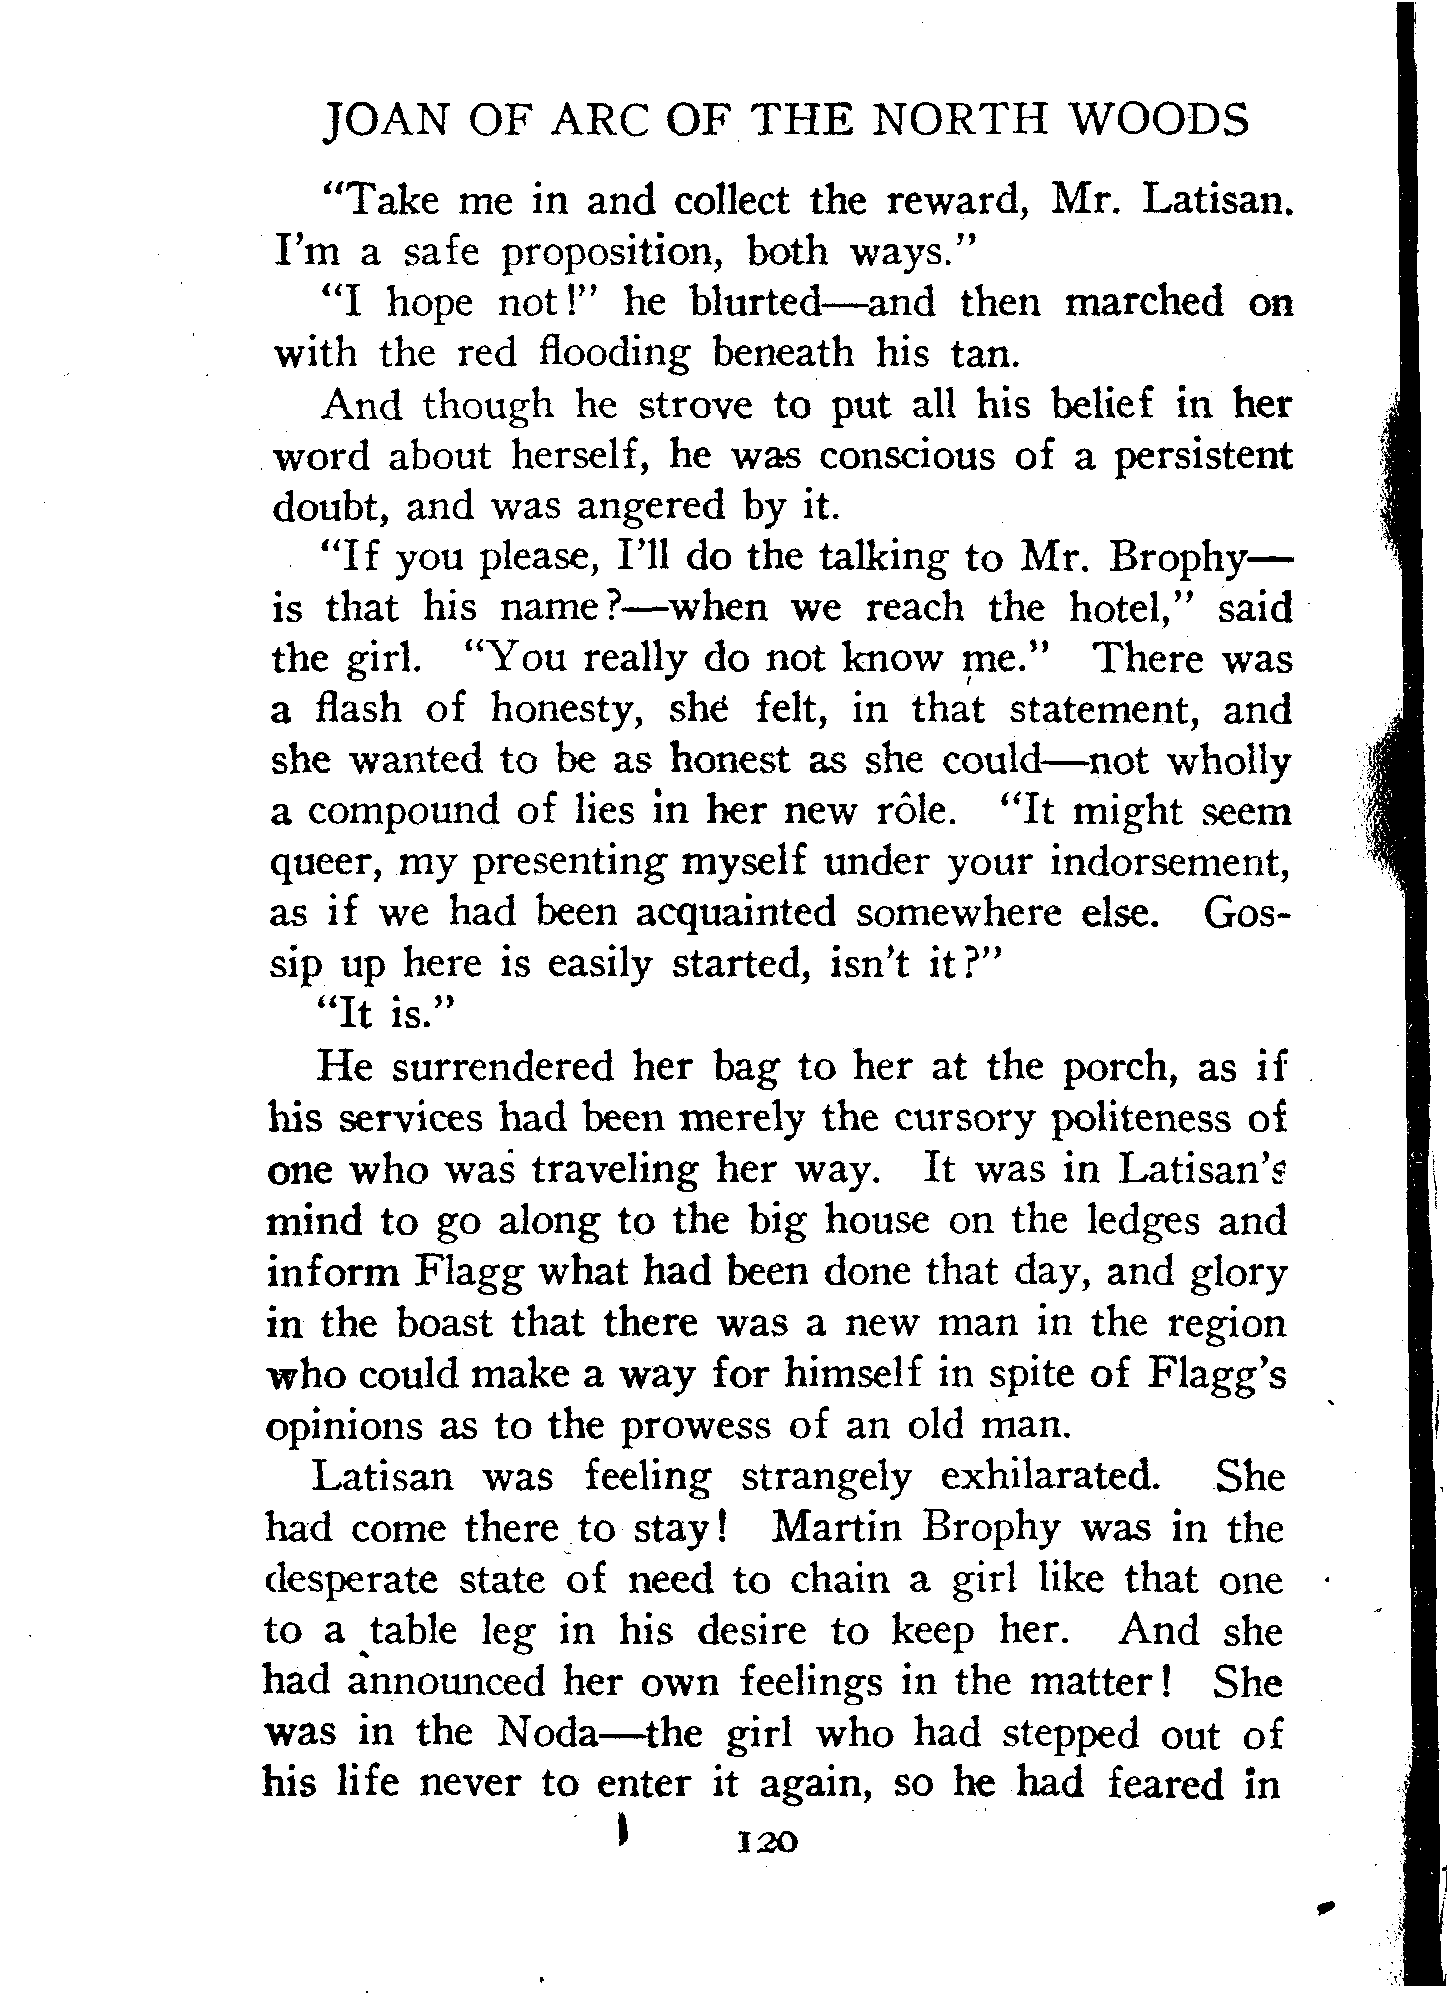 JOAN OF ARC OF THE NORTH WOODS
“Take me in and collect the reward, Mr. Latisan.
I’m a safe proposition, both ways.”
“I hope not!” he blurted—and then marched on
with the red flooding beneath his tan.
And though he strove to put all his belief in her
word about herself, he was conscious of a persistent
doubt, and was angered by it.
“If you please, I’ll do the talking to Mr. Brophy—
is that his name?—when we reach the hotel,” said
the girl. “You really do not know me.” There was
a flash of honesty, she felt, in that statement, and
she wanted to be as honest as she could—not wholly
a compound of lies in her new rôle. “It might seem
queer, my presenting myself under your indorsement,
as if we had been acquainted somewhere else. Gos-
sip up here is easily started, isn’t it?”
“It is.”
He surrendered her bag to her at the porch, as if
his services had been merely the cursory politeness of
one who was traveling her way. It was in Latisan’s
mind to go along to the big house on the ledges and
inform Flagg what had been done that day, and glory
in the boast that there was a new man in the region
who could make a way for himself in spite of Flagg’s
opinions as to the prowess of an old man.
Latisan was feeling strangely exhilarated. She
had come there to stay! Martin Brophy was in the
desperate state of need to chain a girl like that one
to a table leg in his desire to keep her. And she
had announced her own feelings in the matter! She
was in the Noda—the girl who had stepped out of
his life never to enter it again, so he had feared in
120